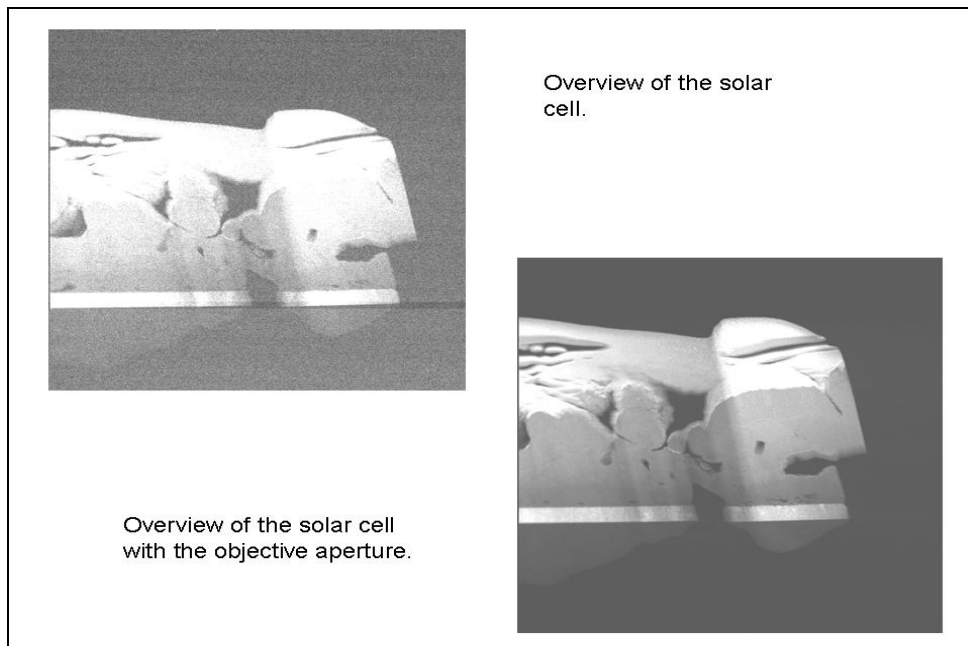 Overview of the solar
cell.
Overview of the solar cell
with the objective aperture.